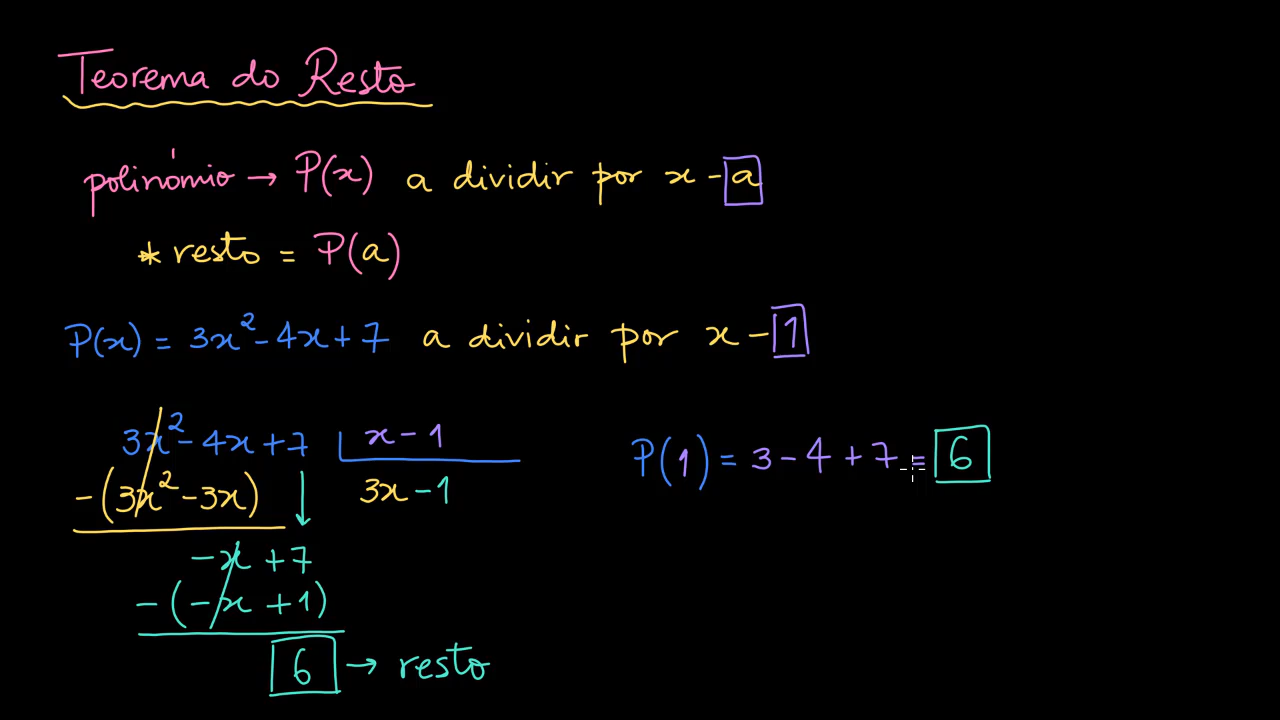 Teorema do Resto
polinómio → P(x) a dividir por x - a
* resto = P(a)
P(x) = 3x² - 4x + 7 a dividir por x - 1
3x² - 4x + 7 x - 1
- (3x² - 3x) 3x - 1
- x + 7
- (- x + 1)
6 → resto
P(1) = 3 - 4 + 7 = 6